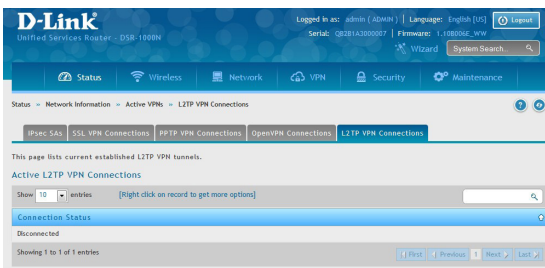 D-Link
Unified Services Router - DSR-1000N
Logged in as: admin ( ADMIN ) | Language: English [US] Logout
Serial: QB2B1A3000007 | Firmware: 1.10B006E_WW
Wizard System Search...
Status Wireless Network VPN Security Maintenance
Status » Network Information » Active VPNs » L2TP VPN Connections
IPsec SAs SSL VPN Connections PPTP VPN Connections OpenVPN Connections L2TP VPN Connections
This page lists current established L2TP VPN tunnels.
Active L2TP VPN Connections
Show 10 entries [Right click on record to get more options]
Connection Status
Disconnected
Showing 1 to 1 of 1 entries First Previous 1 Next Last